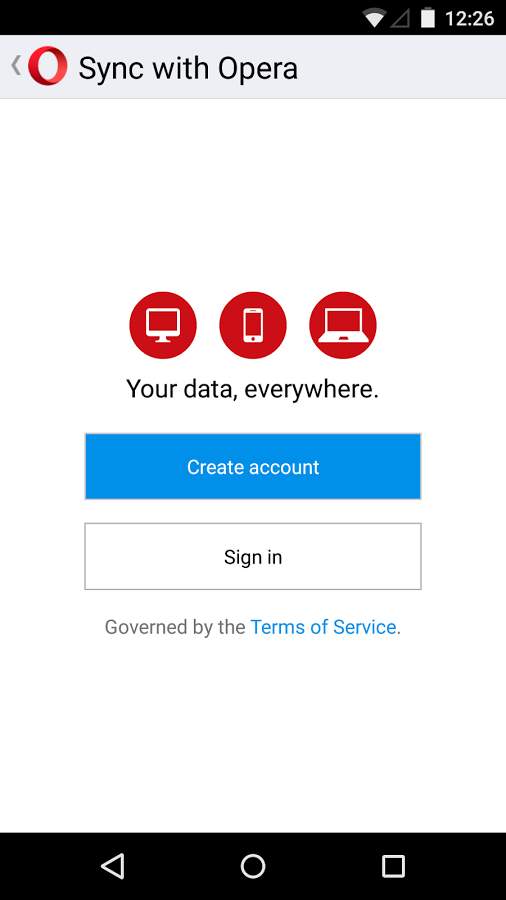 12:26
Sync with Opera
Your data, everywhere.
Create account
Sign in
Governed by the Terms of Service.